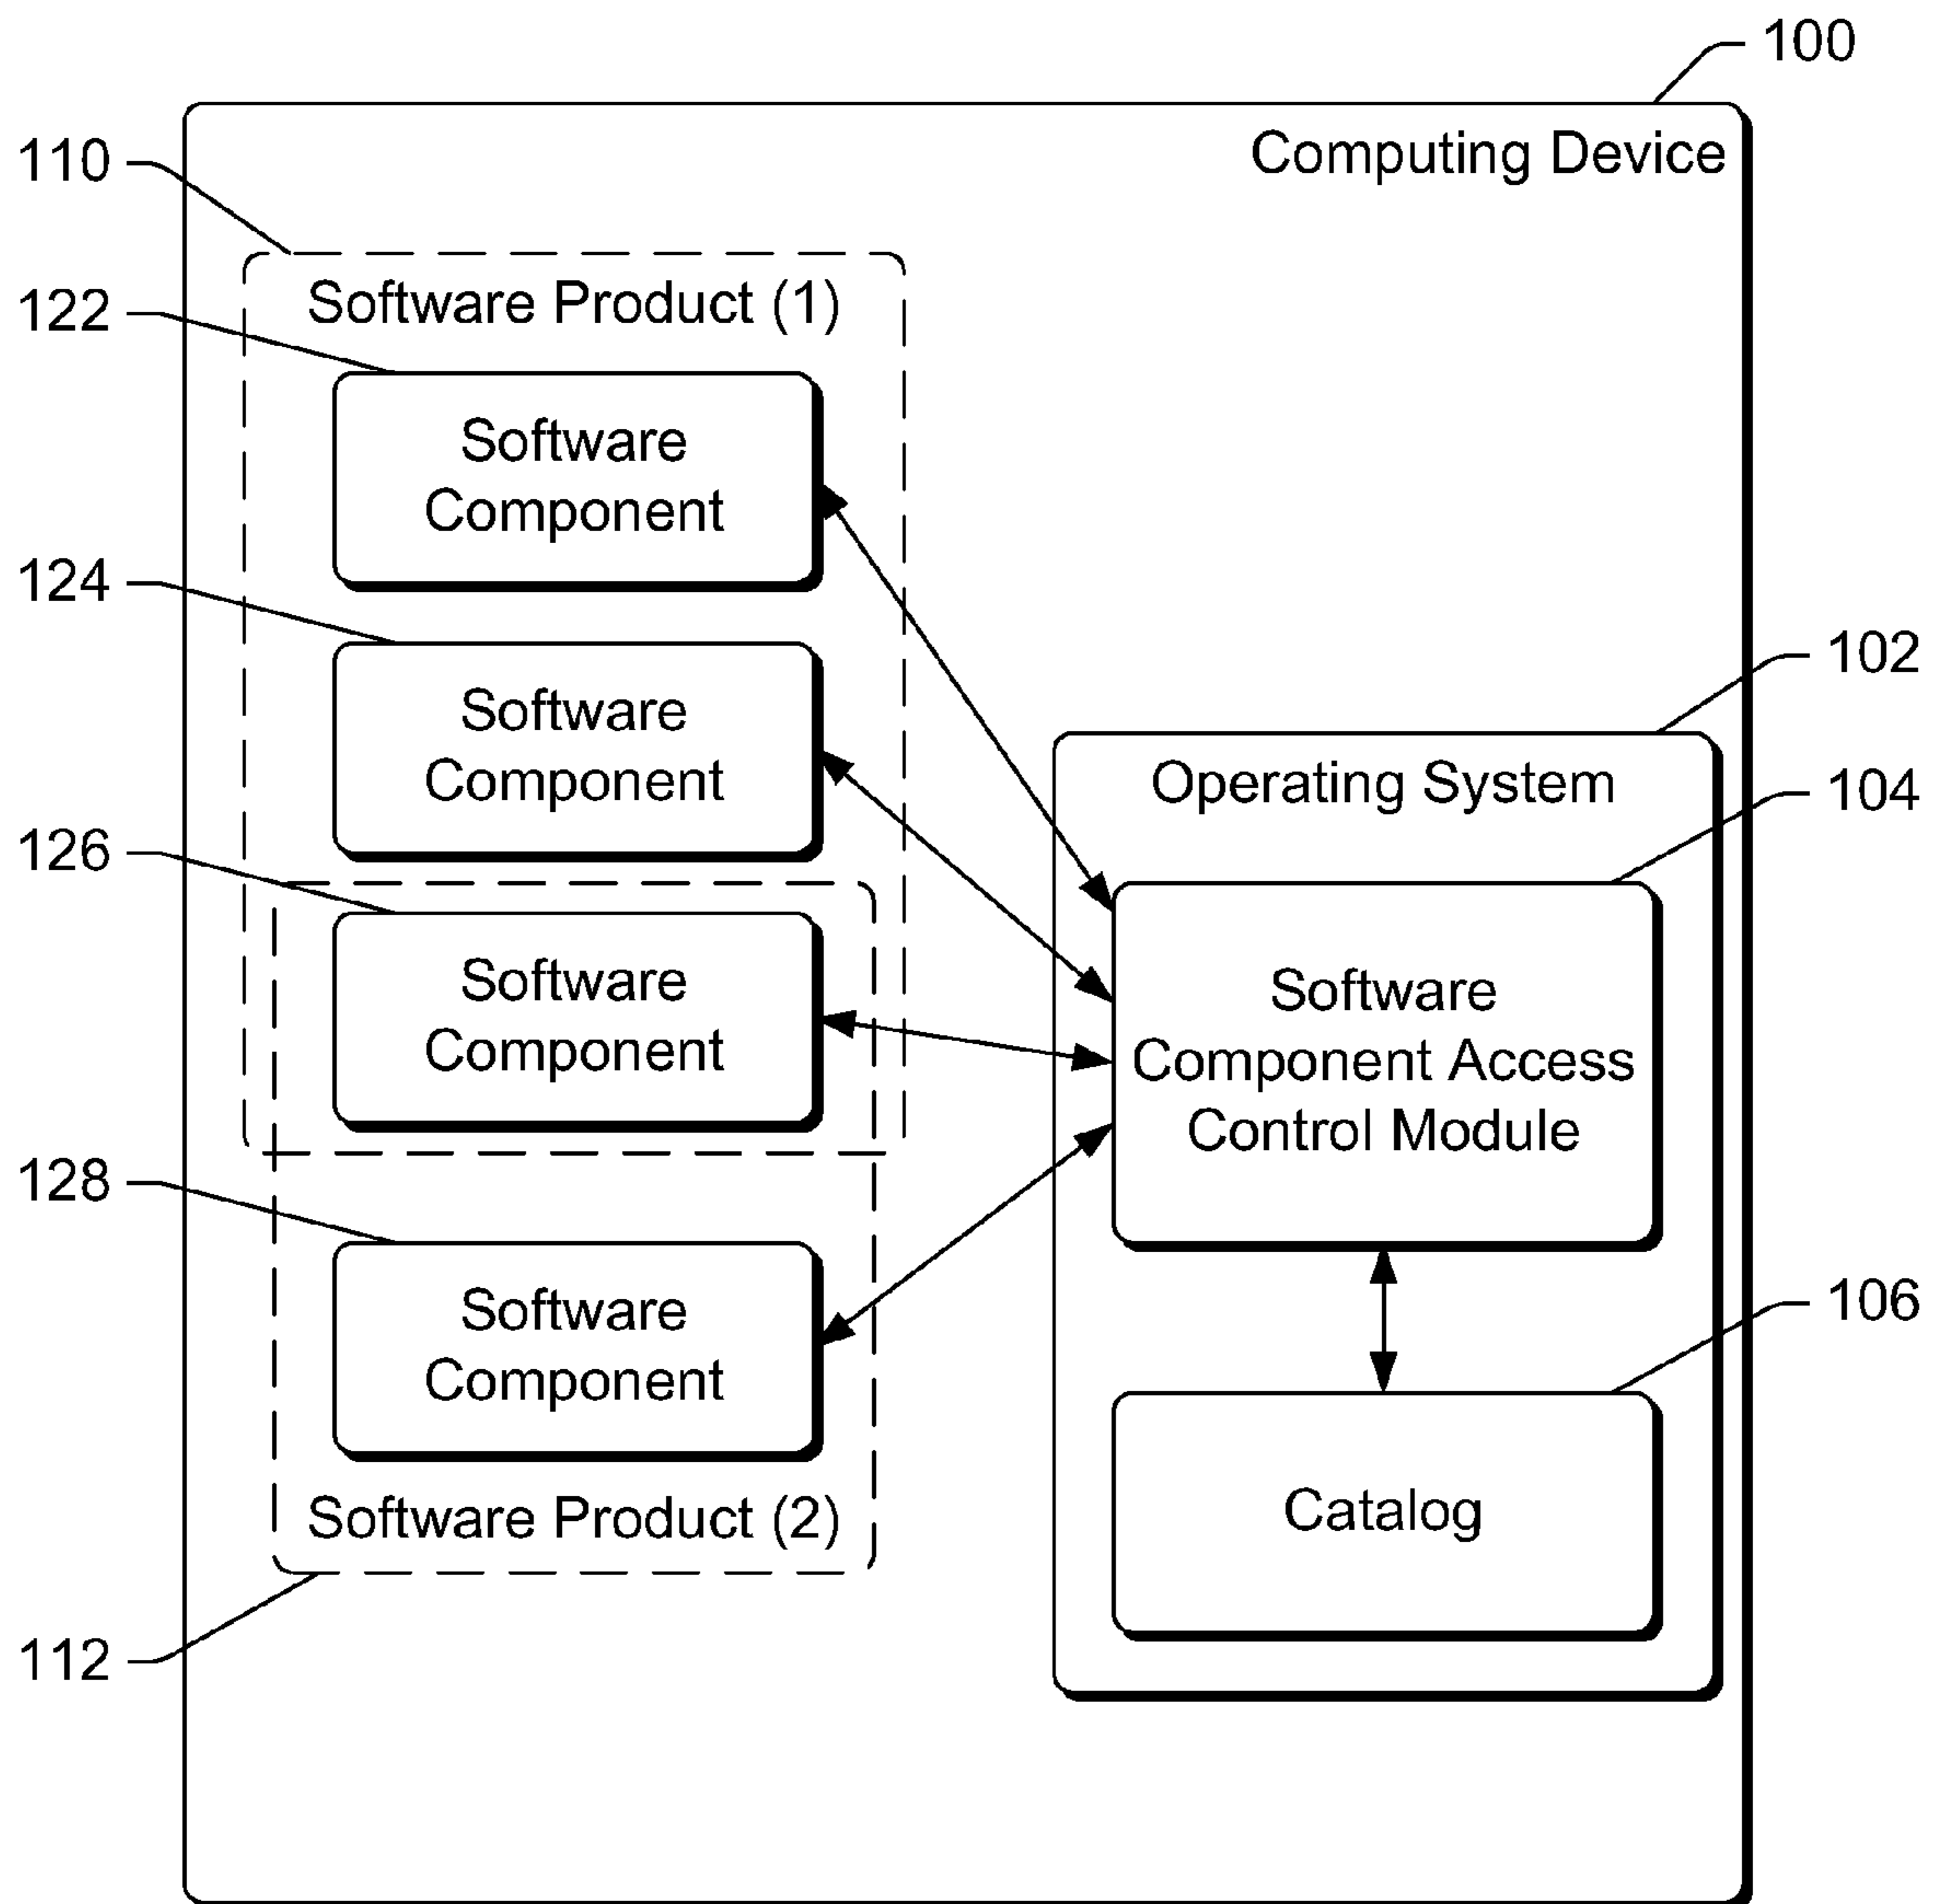 100
Computing Device
110
Software Product (1)
122
Software
Component
124
Software
Component
102
Operating System
104
126
Software
Component
Software
Component Access
Control Module
128
Software
Component
106
Catalog
Software Product (2)
112